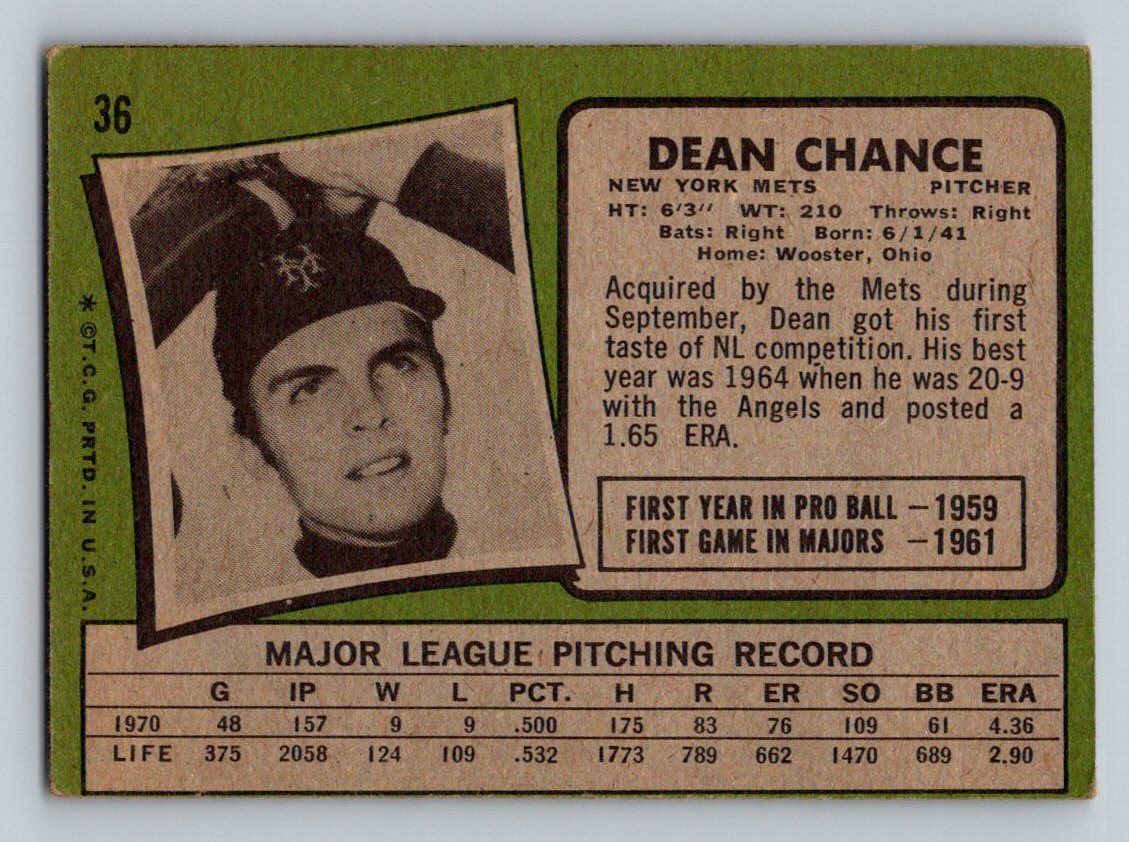 36
DEAN CHANCE
NEW YORK METS PITCHER
HT: 6'3" WT: 210 Throws: Right
Bats: Right Born: 6/1/41
Home: Wooster, Ohio
Acquired by the Mets during
September, Dean got his first
taste of NL competition. His best
year was 1964 when he was 20-9
with the Angels and posted a
1.65 ERA.
FIRST YEAR IN PRO BALL – 1959
FIRST GAME IN MAJORS – 1961
NY
* ©T.C.G. PRTD. IN U.S.A.
MAJOR LEAGUE PITCHING RECORD
G IP W L PCT. H R ER SO BB ERA
1970 48 157 9 9 .500 175 83 76 109 61 4.36
LIFE 375 2058 124 109 .532 1773 789 662 1470 689 2.90